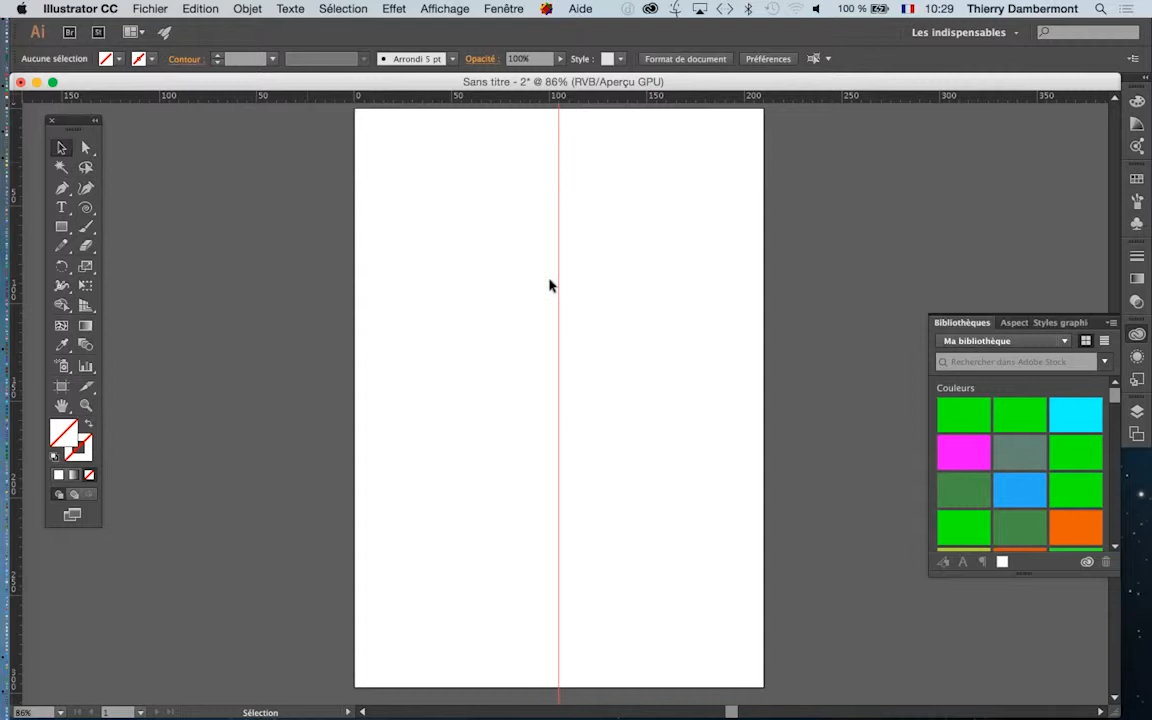 Illustrator CC Fichier Edition Objet Texte Sélection Effet Affichage Fenêtre Aide 100 % 10:29 Thierry Dambermont
Ai Br St Les indispensables
Aucune sélection Contour : Arrondi 5 pt Opacité : 100% Style : Format de document Préférences
Sans titre - 2* @ 86% (RVB/Aperçu GPU)
150 100 50 0 50 100 150 200 250 300 350
Bibliothèques Aspect Styles graphi
Ma bibliothèque
Rechercher dans Adobe Stock
Couleurs
86% 1 Sélection